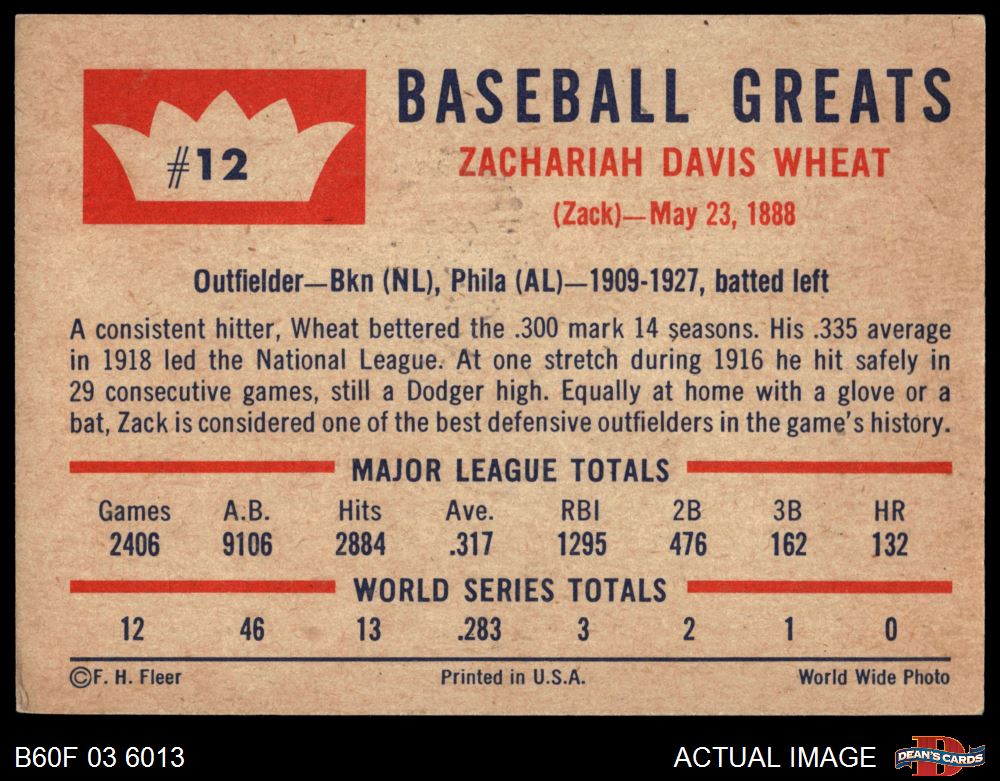 BASEBALL GREATS
#12
ZACHARIAH DAVIS WHEAT
(Zack)—May 23, 1888
Outfielder—Bkn (NL), Phila (AL)—1909-1927, batted left
A consistent hitter, Wheat bettered the .300 mark 14 seasons. His .335 average
in 1918 led the National League. At one stretch during 1916 he hit safely in
29 consecutive games, still a Dodger high. Equally at home with a glove or a
bat, Zack is considered one of the best defensive outfielders in the game's history.
MAJOR LEAGUE TOTALS
Games A.B. Hits Ave. RBI 2B 3B HR
2406 9106 2884 .317 1295 476 162 132
WORLD SERIES TOTALS
12 46 13 .283 3 2 1 0
©F. H. Fleer Printed in U.S.A. World Wide Photo
B60F 03 6013 ACTUAL IMAGE DEAN'S CARDS